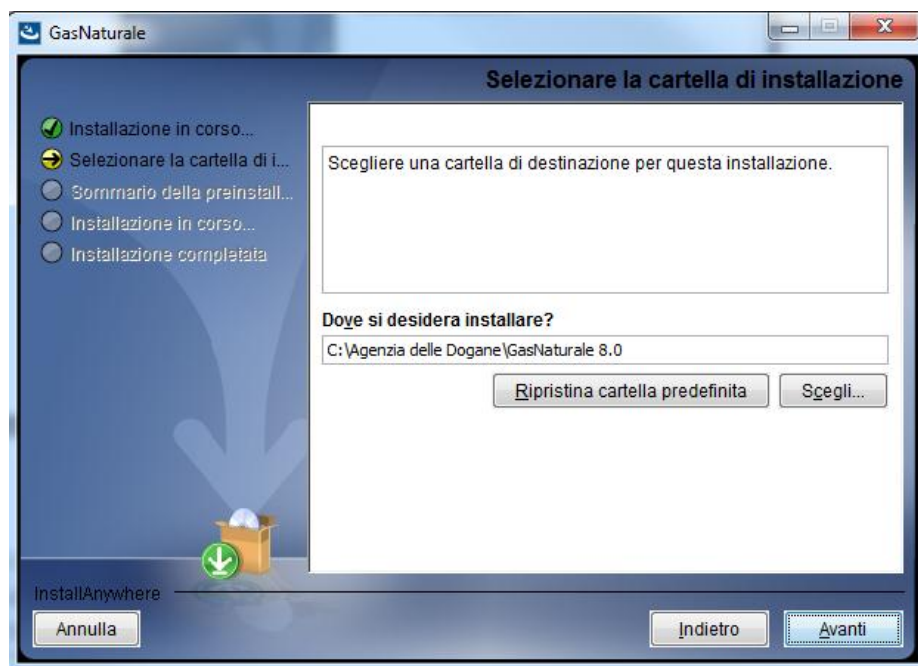 GasNaturale
Selezionare la cartella di installazione
Installazione in corso...
Selezionare la cartella di i...
Sommario della preinstall...
Installazione in corso...
Installazione completata
Scegliere una cartella di destinazione per questa installazione.
Dove si desidera installare?
C:\Agenzia delle Dogane\GasNaturale 8.0
Ripristina cartella predefinita
Scegli...
InstallAnywhere
Annulla
Indietro
Avanti